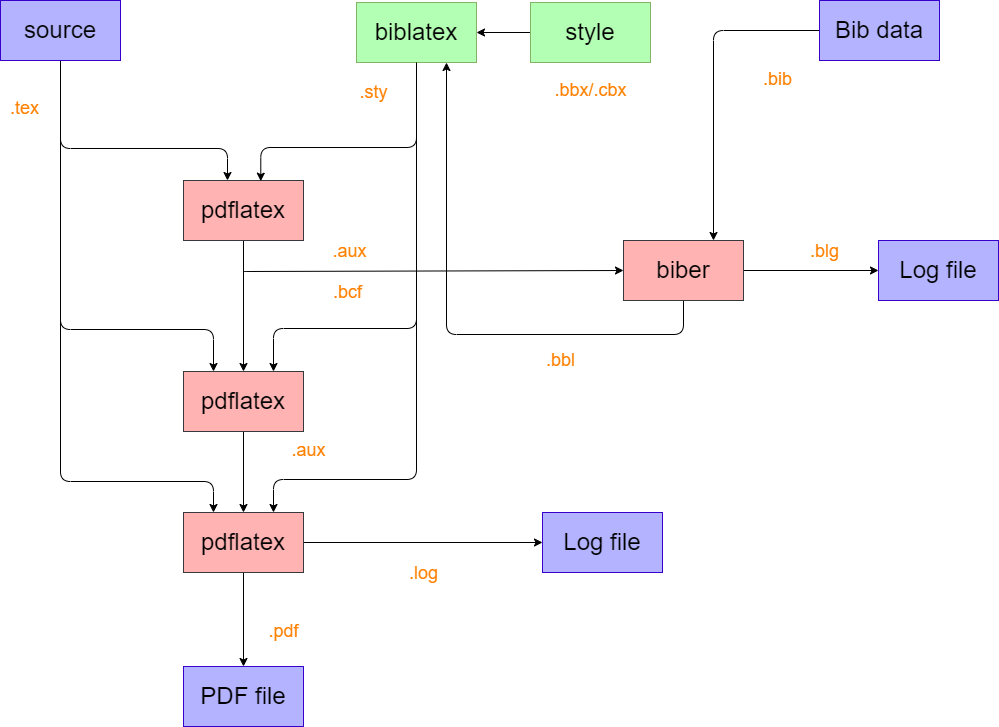 source
biblatex
style
Bib data
.tex
.sty
.bbx/.cbx
.bib
pdflatex
.aux
.bcf
biber
.blg
Log file
.bbl
pdflatex
.aux
pdflatex
Log file
.log
.pdf
PDF file